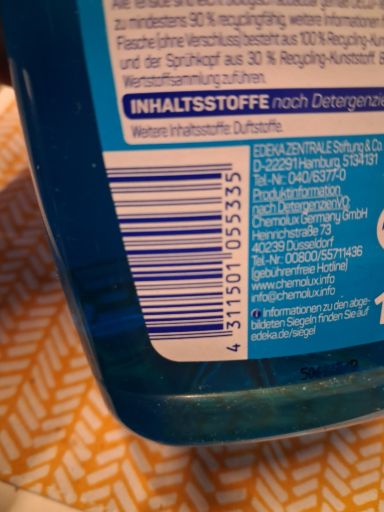 zu mindestens 90 % recyclingfähig, weitere Informationen
Flasche (ohne Verschluss) besteht aus 100 % Recycling-Ku
und der Sprühkopf aus 30 % Recycling-Kunststoff. B
Wertstoffsammlung zuführen.
INHALTSSTOFFE nach Detergenzie
Weitere Inhaltsstoffe: Duftstoffe.
EDEKA ZENTRALE Stiftung & Co.
D-22291 Hamburg, 5134131
Tel-Nr: 040/6377-0
Produktinformation
nach DetergenzienVO:
Chemolux Germany GmbH
Heinrichstraße 73
40239 Düsseldorf
Tel-Nr: 00800/55711436
(gebührenfreie Hotline)
www.chemolux.info
info@chemolux.info
Informationen zu den abge-
bildeten Siegeln finden Sie auf
edeka.de/siegel
4 311501 055335